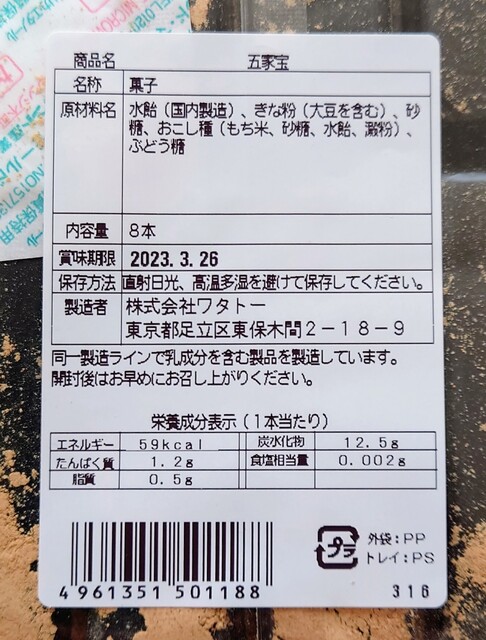 商品名 五家宝
名称 菓子
原材料名 水飴（国内製造）、きな粉（大豆を含む）、砂
糖、おこし種（もち米、砂糖、水飴、澱粉）、
ぶどう糖
内容量 8本
賞味期限 2023.3.26
保存方法 直射日光、高温多湿を避けて保存してください。
製造者 株式会社ワタトー
東京都足立区東保木間2－18－9
同一製造ラインで乳成分を含む製品を製造しています。
開封後はお早めにお召し上がりください。
栄養成分表示（1本当たり）
エネルギー 59kcal 炭水化物 12.5g
たんぱく質 1.2g 食塩相当量 0.002g
脂質 0.5g
プラ 外袋：PP
トレイ：PS
4961351 501188 316